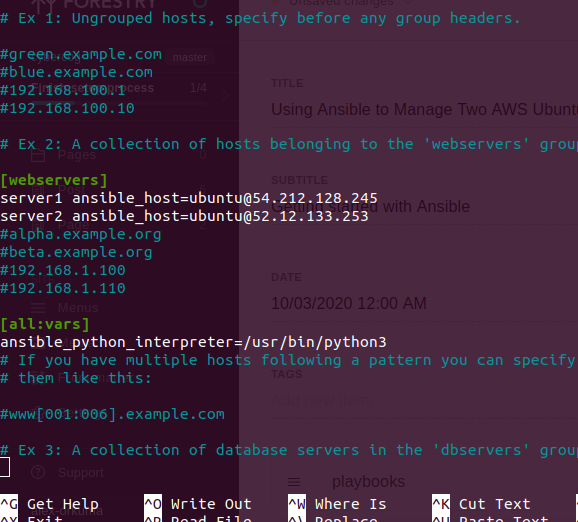 # Ex 1: Ungrouped hosts, specify before any group headers.
#green.example.com
#blue.example.com
#192.168.100.1
#192.168.100.10
# Ex 2: A collection of hosts belonging to the 'webservers' grou
[webservers]
server1 ansible_host=ubuntu@54.212.128.245
server2 ansible_host=ubuntu@52.12.133.253
#alpha.example.org
#beta.example.org
#192.168.1.100
#192.168.1.110
[all:vars]
ansible_python_interpreter=/usr/bin/python3
# If you have multiple hosts following a pattern you can specify
# them like this:
#www[001:006].example.com
# Ex 3: A collection of database servers in the 'dbservers' grou
^G Get Help ^O Write Out ^W Where Is ^K Cut Text
^X Exit ^R Read File ^\ Replace ^U Paste Text
FORESTRY
Unsaved changes
master
1/4
Pages
Menus
Support
TITLE
Using Ansible to Manage Two AWS Ubunt
SUBTITLE
Getting started with Ansible
DATE
10/03/2020 12:00 AM
TAGS
playbooks